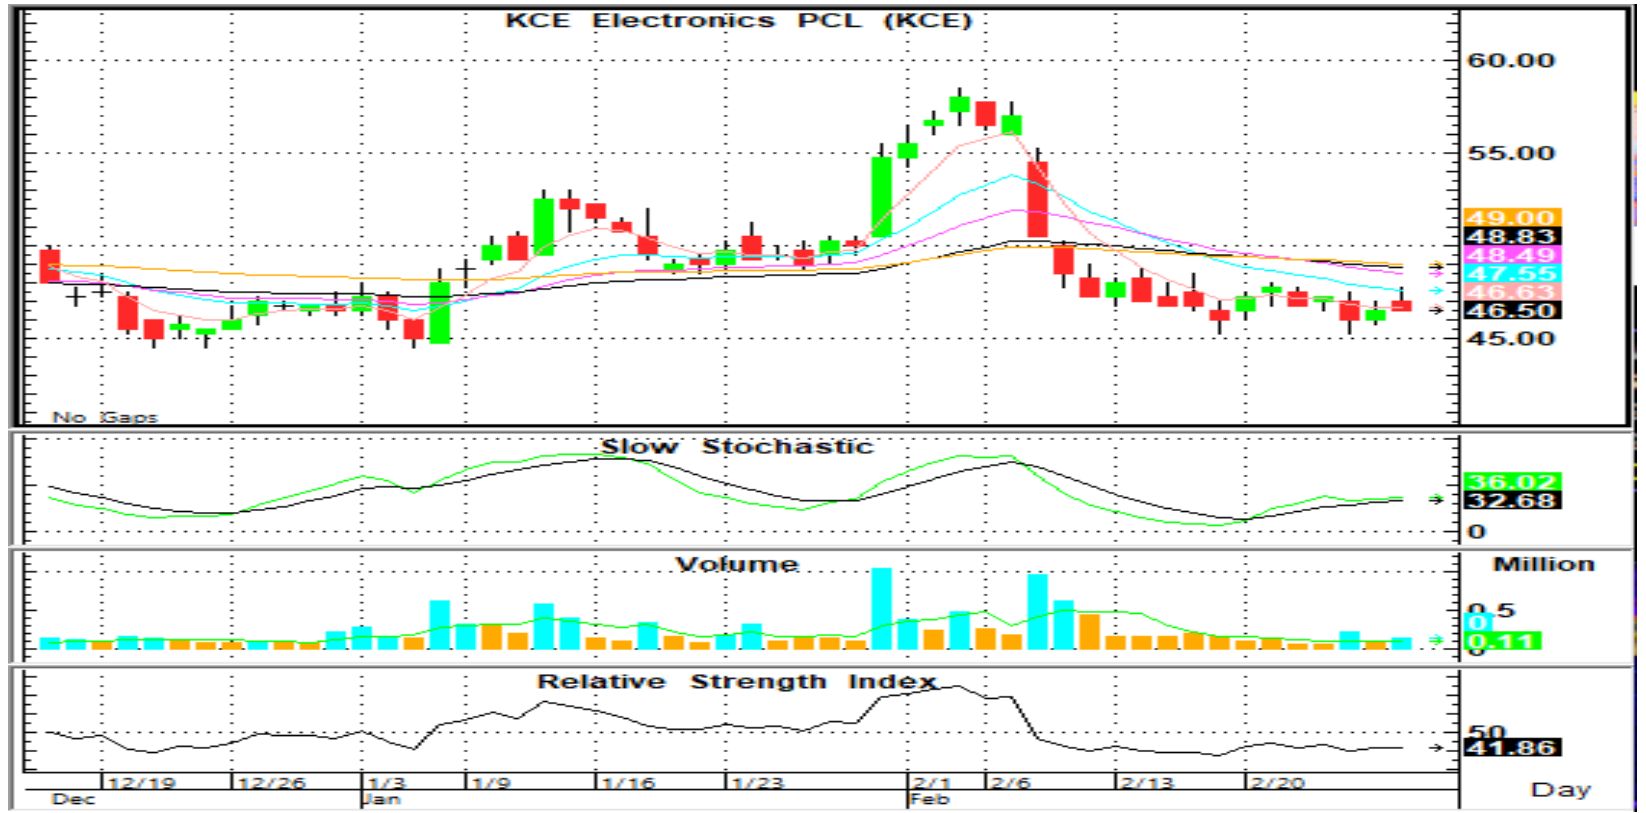 KCE Electronics PCL (KCE)
60.00
55.00
49.00
48.83
48.49
47.55
46.63
46.50
45.00
No Gaps
Slow Stochastic
36.02
32.68
0
Volume
Million
0.5
0
0.11
0
Relative Strength Index
50
41.86
12/19 12/26 1/3 1/9 1/16 1/23 2/1 2/6 2/13 2/20
Dec Jan Feb
Day